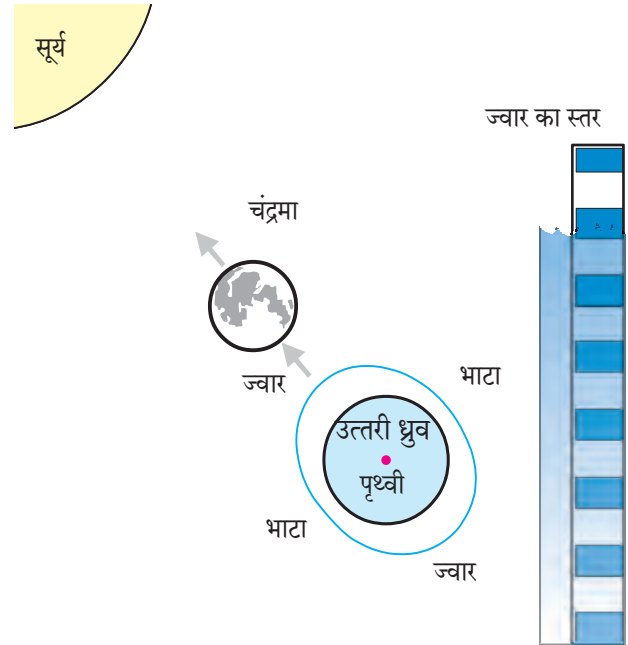 सूर्य
ज्वार का स्तर
चंद्रमा
ज्वार
भाटा
उत्तरी ध्रुव
पृथ्वी
भाटा
ज्वार